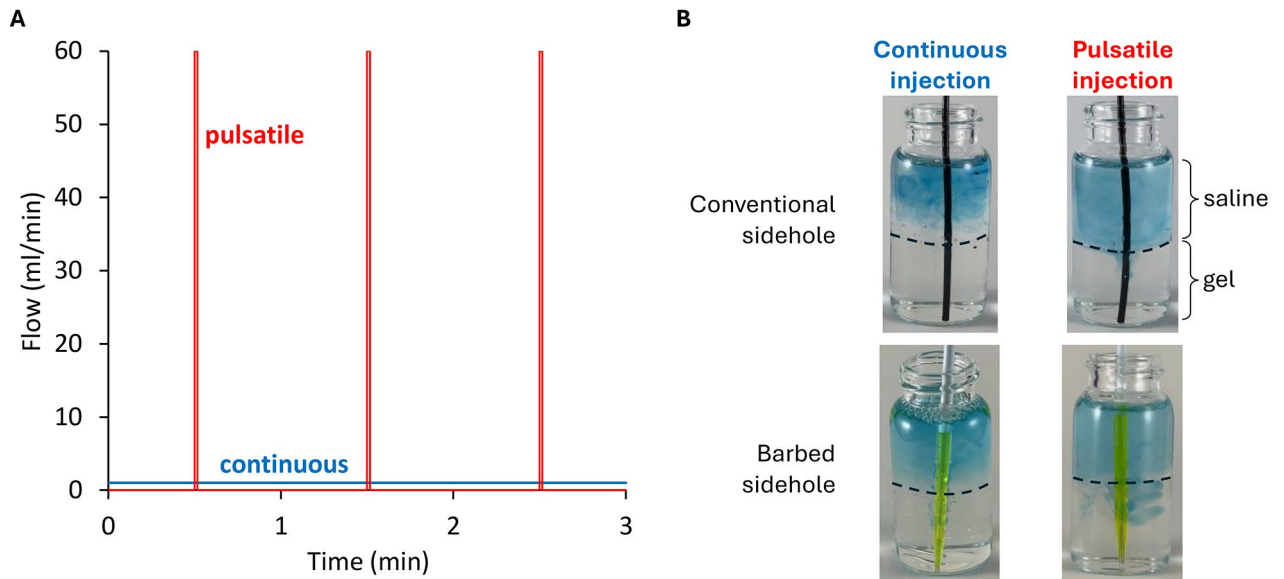 A
60
50
40
30
20
10
0
Flow (ml/min)
pulsatile
continuous
0 1 2 3
Time (min)
B
Continuous
injection
Pulsatile
injection
Conventional
sidehole
saline
gel
Barbed
sidehole